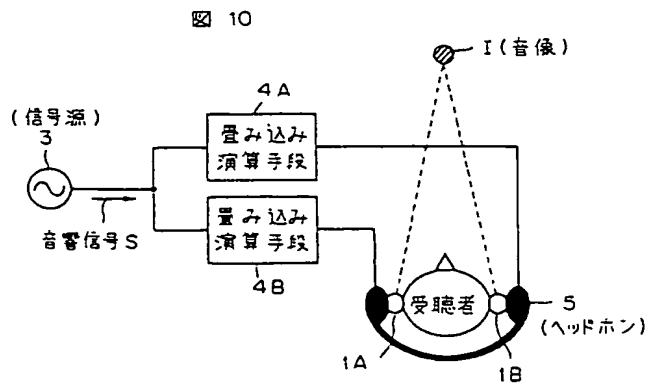 図 10
I(音像)
4A
(信号源)
3
畳み込み
演算手段
畳み込み
演算手段
音響信号S
4B
受聴者
5
(ヘッドホン)
1A
1B